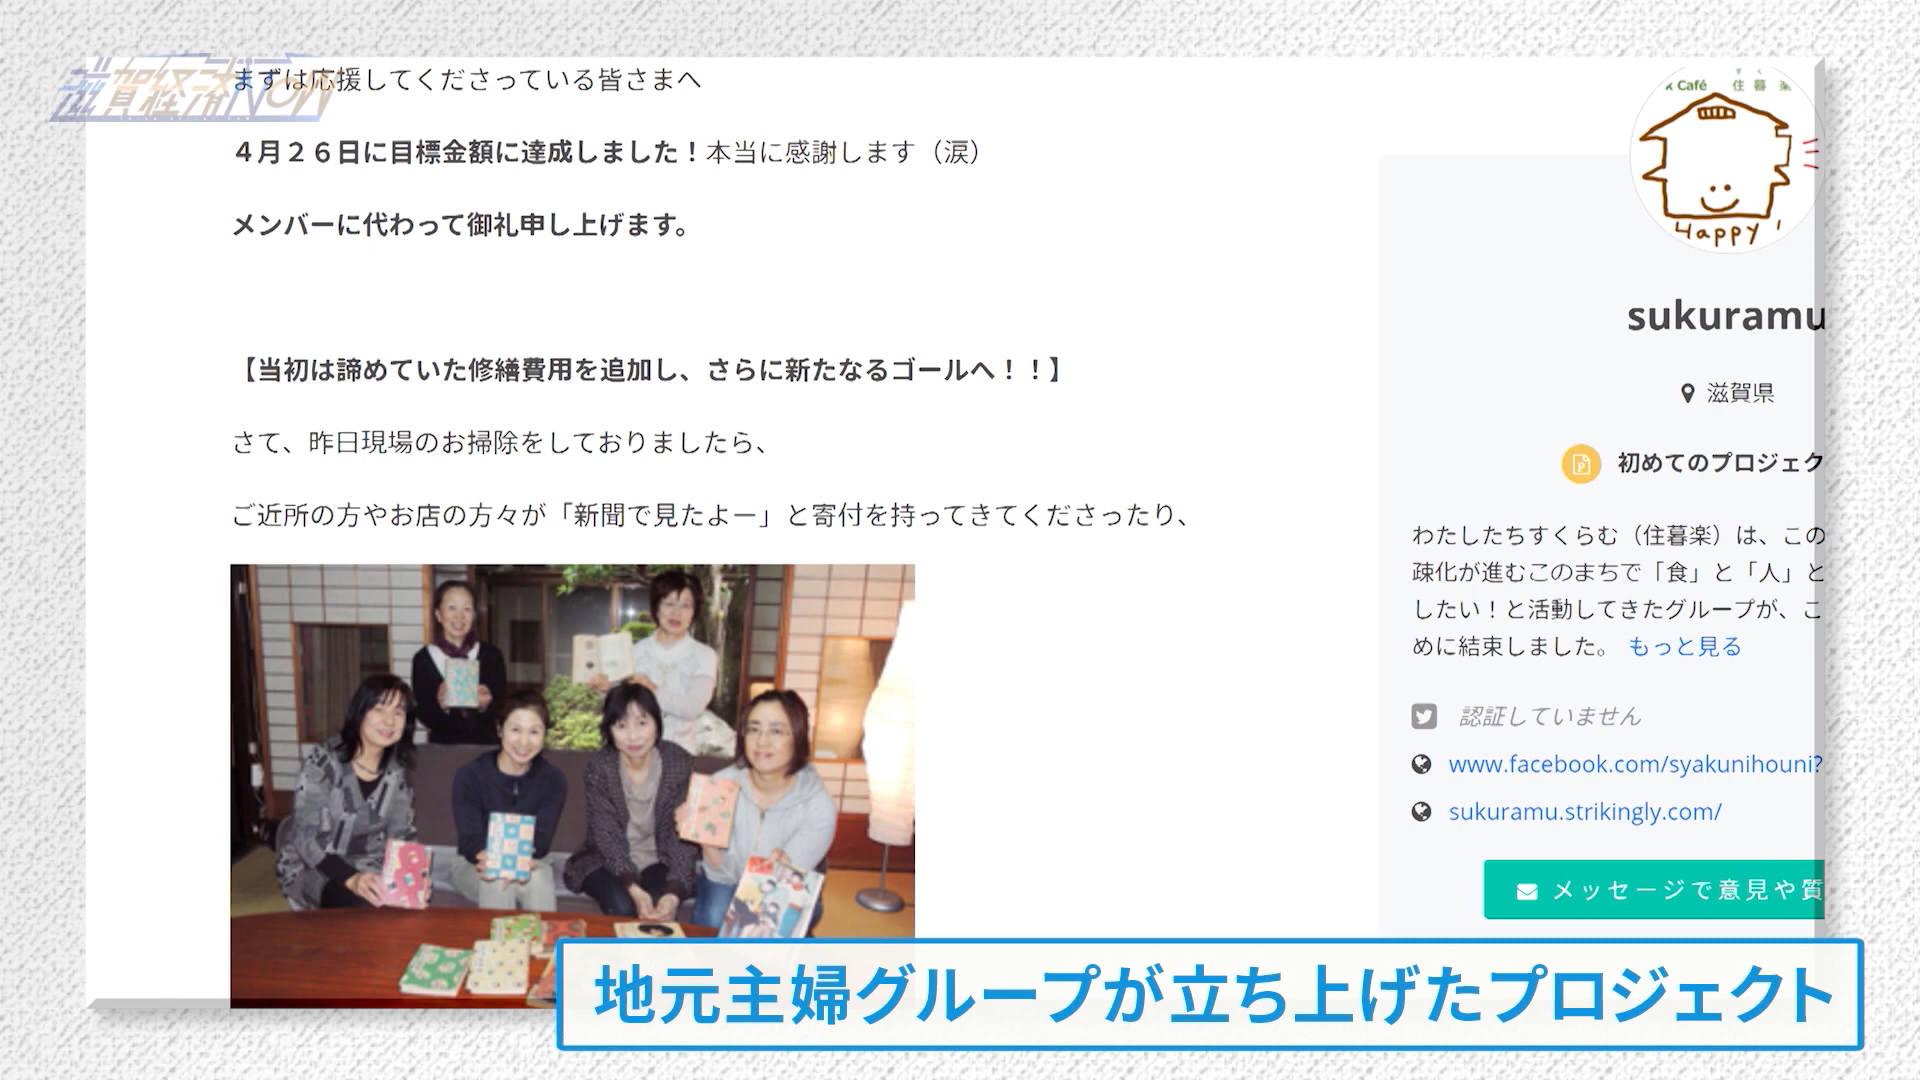 滋賀経済NOW
まずは応援してくださっている皆さまへ
４月２６日に目標金額に達成しました！本当に感謝します（涙）
メンバーに代わって御礼申し上げます。
【当初は諦めていた修繕費用を追加し、さらに新たなるゴールへ！！】
さて、昨日現場のお掃除をしておりましたら、
ご近所の方やお店の方々が「新聞で見たよー」と寄付を持ってきてくださったり、
Café 住暮楽
Happy!
sukuramu
滋賀県
初めてのプロジェク
わたしたちすくらむ（住暮楽）は、この
疎化が進むこのまちで「食」と「人」と
したい！と活動してきたグループが、こ
めに結束しました。 もっと見る
認証していません
www.facebook.com/syakunihouni?
sukuramu.strikingly.com/
メッセージで意見や質
地元主婦グループが立ち上げたプロジェクト